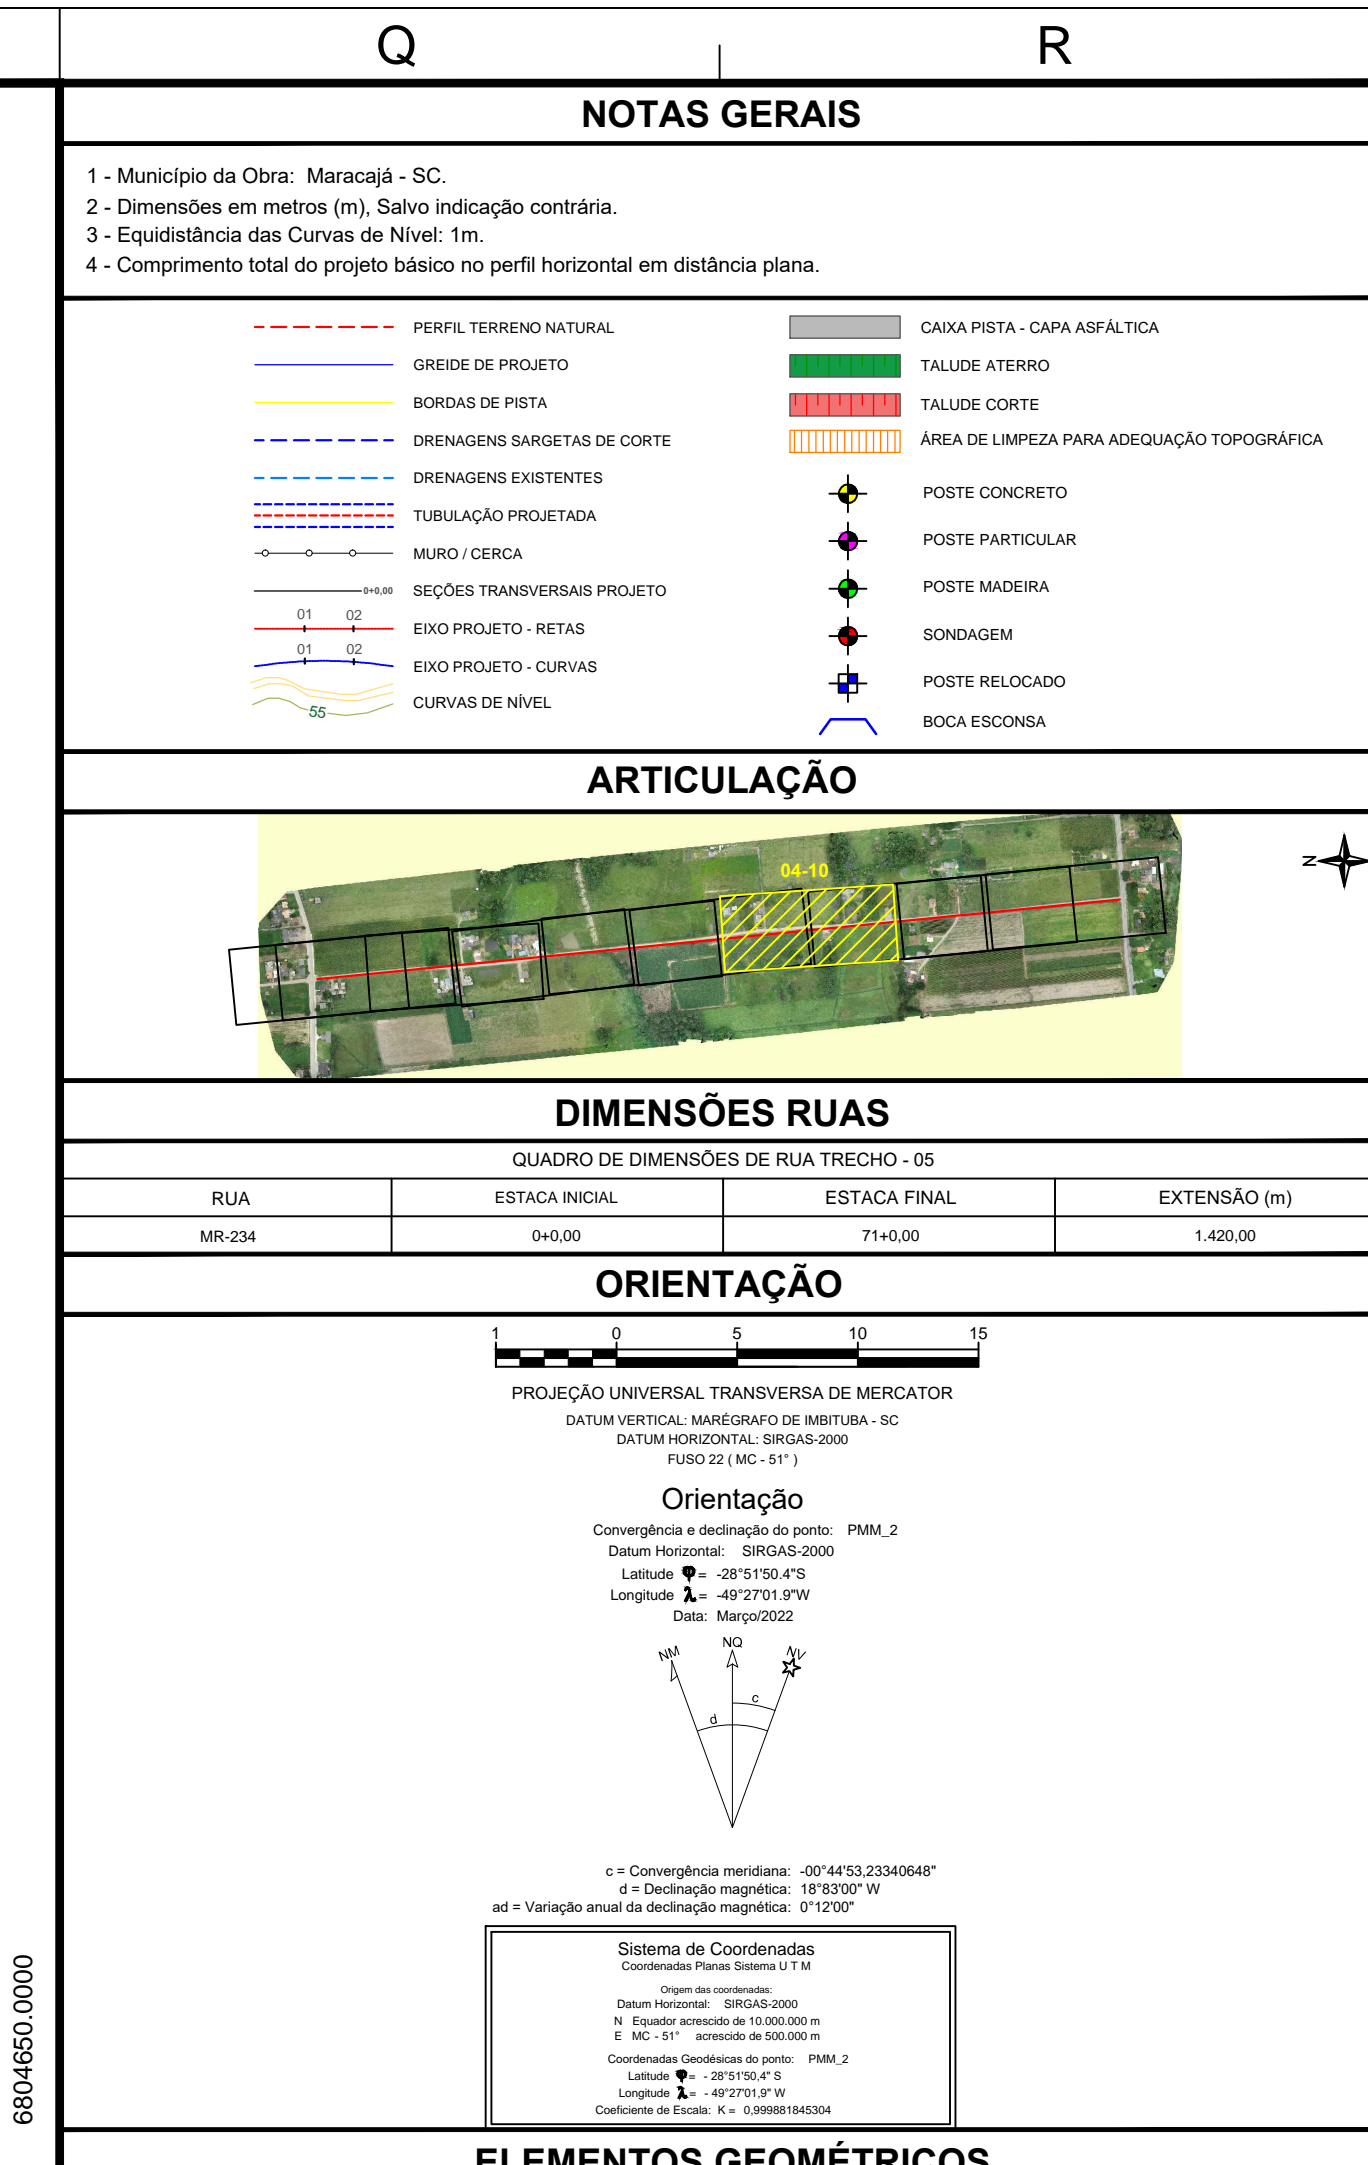 Q R
NOTAS GERAIS
1 - Município da Obra: Maracajá - SC.
2 - Dimensões em metros (m), Salvo indicação contrária.
3 - Equidistância das Curvas de Nível: 1m.
4 - Comprimento total do projeto básico no perfil horizontal em distância plana.
PERFIL TERRENO NATURAL
GREIDE DE PROJETO
BORDAS DE PISTA
DRENAGENS SARGETAS DE CORTE
DRENAGENS EXISTENTES
TUBULAÇÃO PROJETADA
MURO / CERCA
0+0,00 SEÇÕES TRANSVERSAIS PROJETO
01 02
EIXO PROJETO - RETAS
01 02
EIXO PROJETO - CURVAS
55 CURVAS DE NÍVEL
CAIXA PISTA - CAPA ASFÁLTICA
TALUDE ATERRO
TALUDE CORTE
ÁREA DE LIMPEZA PARA ADEQUAÇÃO TOPOGRÁFICA
POSTE CONCRETO
POSTE PARTICULAR
POSTE MADEIRA
SONDAGEM
POSTE RELOCADO
BOCA ESCONSA
ARTICULAÇÃO
04-10
N
DIMENSÕES RUAS
QUADRO DE DIMENSÕES DE RUA TRECHO - 05
RUA ESTACA INICIAL ESTACA FINAL EXTENSÃO (m)
MR-234 0+0,00 71+0,00 1.420,00
ORIENTAÇÃO
1 0 5 10 15
PROJEÇÃO UNIVERSAL TRANSVERSA DE MERCATOR
DATUM VERTICAL: MARÉGRAFO DE IMBITUBA - SC
DATUM HORIZONTAL: SIRGAS-2000
FUSO 22 ( MC - 51° )
Orientação
Convergência e declinação do ponto: PMM_2
Datum Horizontal: SIRGAS-2000
Latitude φ = -28°51'50.4"S
Longitude λ = -49°27'01.9"W
Data: Março/2022
NM NQ NV
c
d
c = Convergência meridiana: -00°44'53,23340648"
d = Declinação magnética: 18°83'00" W
ad = Variação anual da declinação magnética: 0°12'00"
Sistema de Coordenadas
Coordenadas Planas Sistema U T M
Origem das coordenadas:
Datum Horizontal: SIRGAS-2000
N Equador acrescido de 10.000.000 m
E MC - 51° acrescido de 500.000 m
Coordenadas Geodésicas do ponto: PMM_2
Latitude φ = - 28°51'50,4" S
Longitude λ = - 49°27'01,9" W
Coeficiente de Escala: K = 0,999881845304
6804650.0000
ELEMENTOS GEOMÉTRICOS